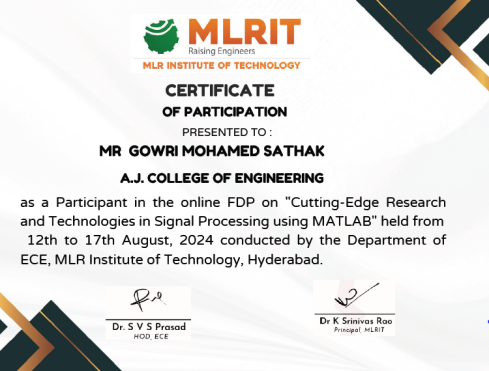 MLRIT
Raising Engineers
MLR INSTITUTE OF TECHNOLOGY
CERTIFICATE
OF PARTICIPATION
PRESENTED TO :
MR GOWRI MOHAMED SATHAK
A.J. COLLEGE OF ENGINEERING
as a Participant in the online FDP on "Cutting-Edge Research
and Technologies in Signal Processing using MATLAB" held from
12th to 17th August, 2024 conducted by the Department of
ECE, MLR Institute of Technology, Hyderabad.
Dr. S V S Prasad
HOD, ECE
Dr K Srinivas Rao
Principal, MLRIT